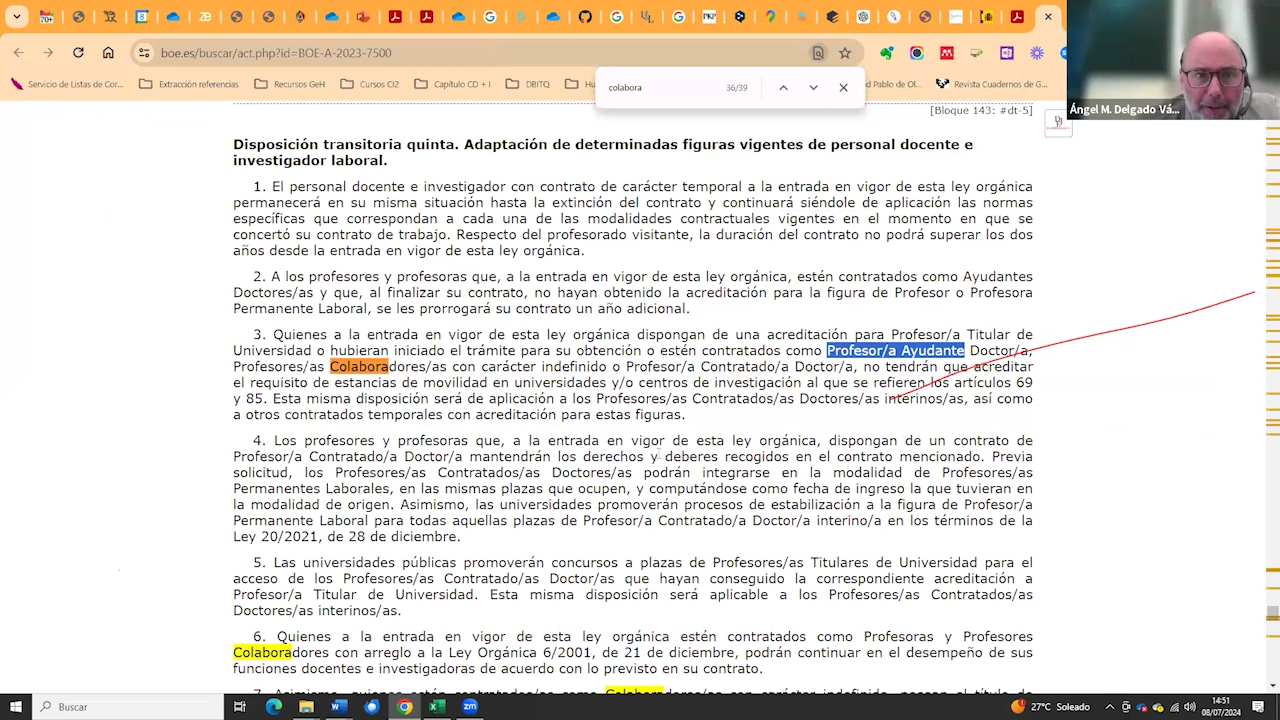 70+
boe.es/buscar/act.php?id=BOE-A-2023-7500
Servicio de Listas de Cor...
Extracción referencias
Recursos GeH
Cursos CI2
Capítulo CD + I
DBITQ
Hu
d Pablo de Ol...
Revista Cuadernos de G...
colabora
36/39
Ángel M. Delgado Vá...
[Bloque 143: #dt-5]
Disposición transitoria quinta. Adaptación de determinadas figuras vigentes de personal docente e
investigador laboral.
1. El personal docente e investigador con contrato de carácter temporal a la entrada en vigor de esta ley orgánica
permanecerá en su misma situación hasta la extinción del contrato y continuará siéndole de aplicación las normas
específicas que correspondan a cada una de las modalidades contractuales vigentes en el momento en que se
concertó su contrato de trabajo. Respecto del profesorado visitante, la duración del contrato no podrá superar los dos
años desde la entrada en vigor de esta ley orgánica.
2. A los profesores y profesoras que, a la entrada en vigor de esta ley orgánica, estén contratados como Ayudantes
Doctores/as y que, al finalizar su contrato, no hayan obtenido la acreditación para la figura de Profesor o Profesora
Permanente Laboral, se les prorrogará su contrato un año adicional.
3. Quienes a la entrada en vigor de esta ley orgánica dispongan de una acreditación para Profesor/a Titular de
Universidad o hubieran iniciado el trámite para su obtención o estén contratados como Profesor/a Ayudante Doctor/a,
Profesores/as Colaboradores/as con carácter indefinido o Profesor/a Contratado/a Doctor/a, no tendrán que acreditar
el requisito de estancias de movilidad en universidades y/o centros de investigación al que se refieren los artículos 69
y 85. Esta misma disposición será de aplicación a los Profesores/as Contratados/as Doctores/as interinos/as, así como
a otros contratados temporales con acreditación para estas figuras.
4. Los profesores y profesoras que, a la entrada en vigor de esta ley orgánica, dispongan de un contrato de
Profesor/a Contratado/a Doctor/a mantendrán los derechos y deberes recogidos en el contrato mencionado. Previa
solicitud, los Profesores/as Contratados/as Doctores/as podrán integrarse en la modalidad de Profesores/as
Permanentes Laborales, en las mismas plazas que ocupen, y computándose como fecha de ingreso la que tuvieran en
la modalidad de origen. Asimismo, las universidades promoverán procesos de estabilización a la figura de Profesor/a
Permanente Laboral para todas aquellas plazas de Profesor/a Contratado/a Doctor/a interino/a en los términos de la
Ley 20/2021, de 28 de diciembre.
5. Las universidades públicas promoverán concursos a plazas de Profesores/as Titulares de Universidad para el
acceso de los Profesores/as Contratados/as Doctores/as que hayan conseguido la correspondiente acreditación a
Profesor/a Titular de Universidad. Esta misma disposición será aplicable a los Profesores/as Contratados/as
Doctores/as interinos/as.
6. Quienes a la entrada en vigor de esta ley orgánica estén contratados como Profesoras y Profesores
Colaboradores con arreglo a la Ley Orgánica 6/2001, de 21 de diciembre, podrán continuar en el desempeño de sus
funciones docentes e investigadoras de acuerdo con lo previsto en su contrato.
Buscar
27°C Soleado
14:51
08/07/2024